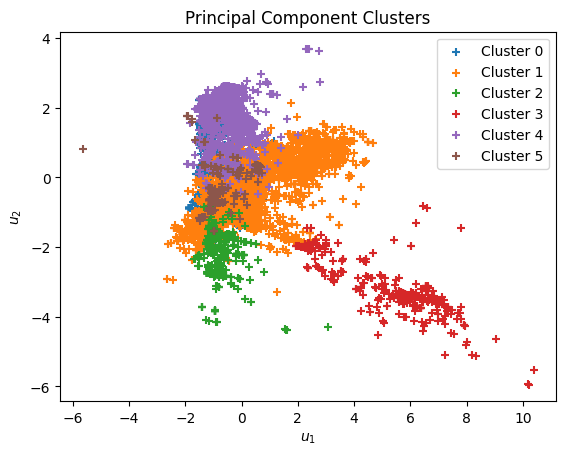 Principal Component Clusters
Cluster 0
Cluster 1
Cluster 2
Cluster 3
Cluster 4
Cluster 5
4
2
0
−2
−4
−6
u₂
−6 −4 −2 0 2 4 6 8 10
u₁